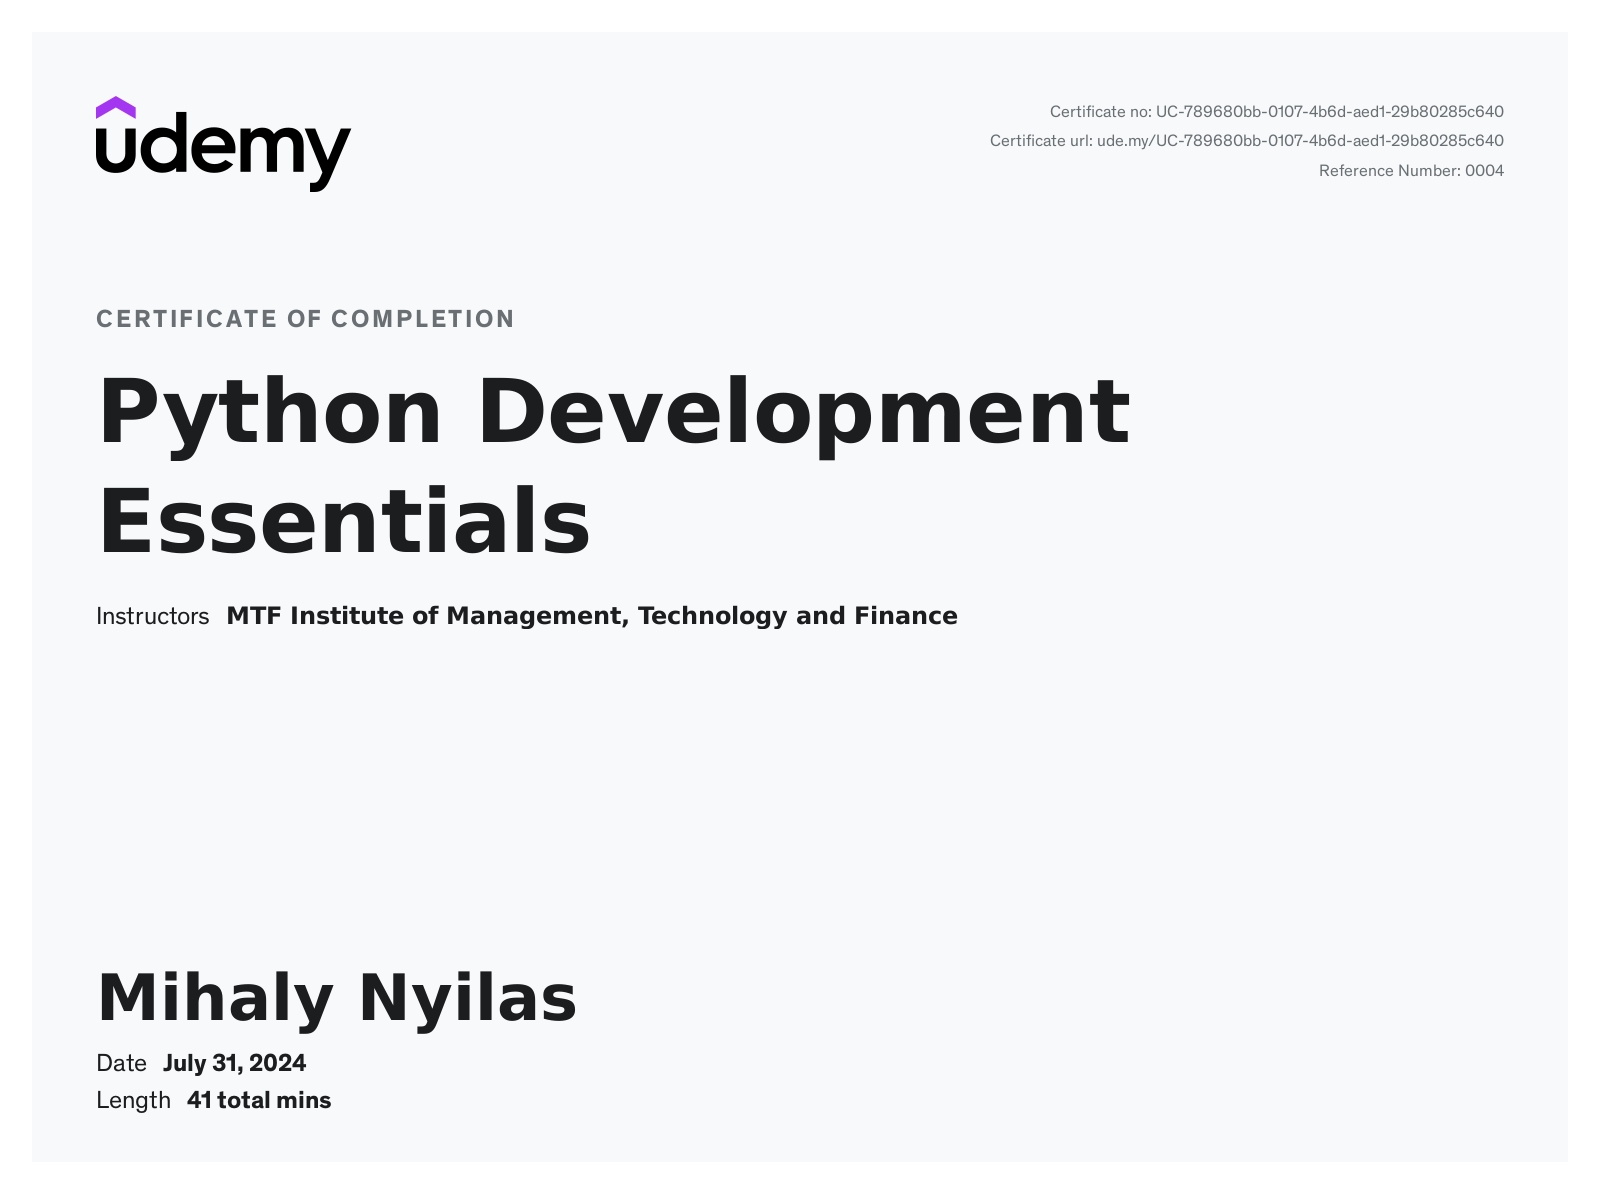 udemy
Certificate no: UC-789680bb-0107-4b6d-aed1-29b80285c640
Certificate url: ude.my/UC-789680bb-0107-4b6d-aed1-29b80285c640
Reference Number: 0004
CERTIFICATE OF COMPLETION
Python Development
Essentials
Instructors MTF Institute of Management, Technology and Finance
Mihaly Nyilas
Date July 31, 2024
Length 41 total mins